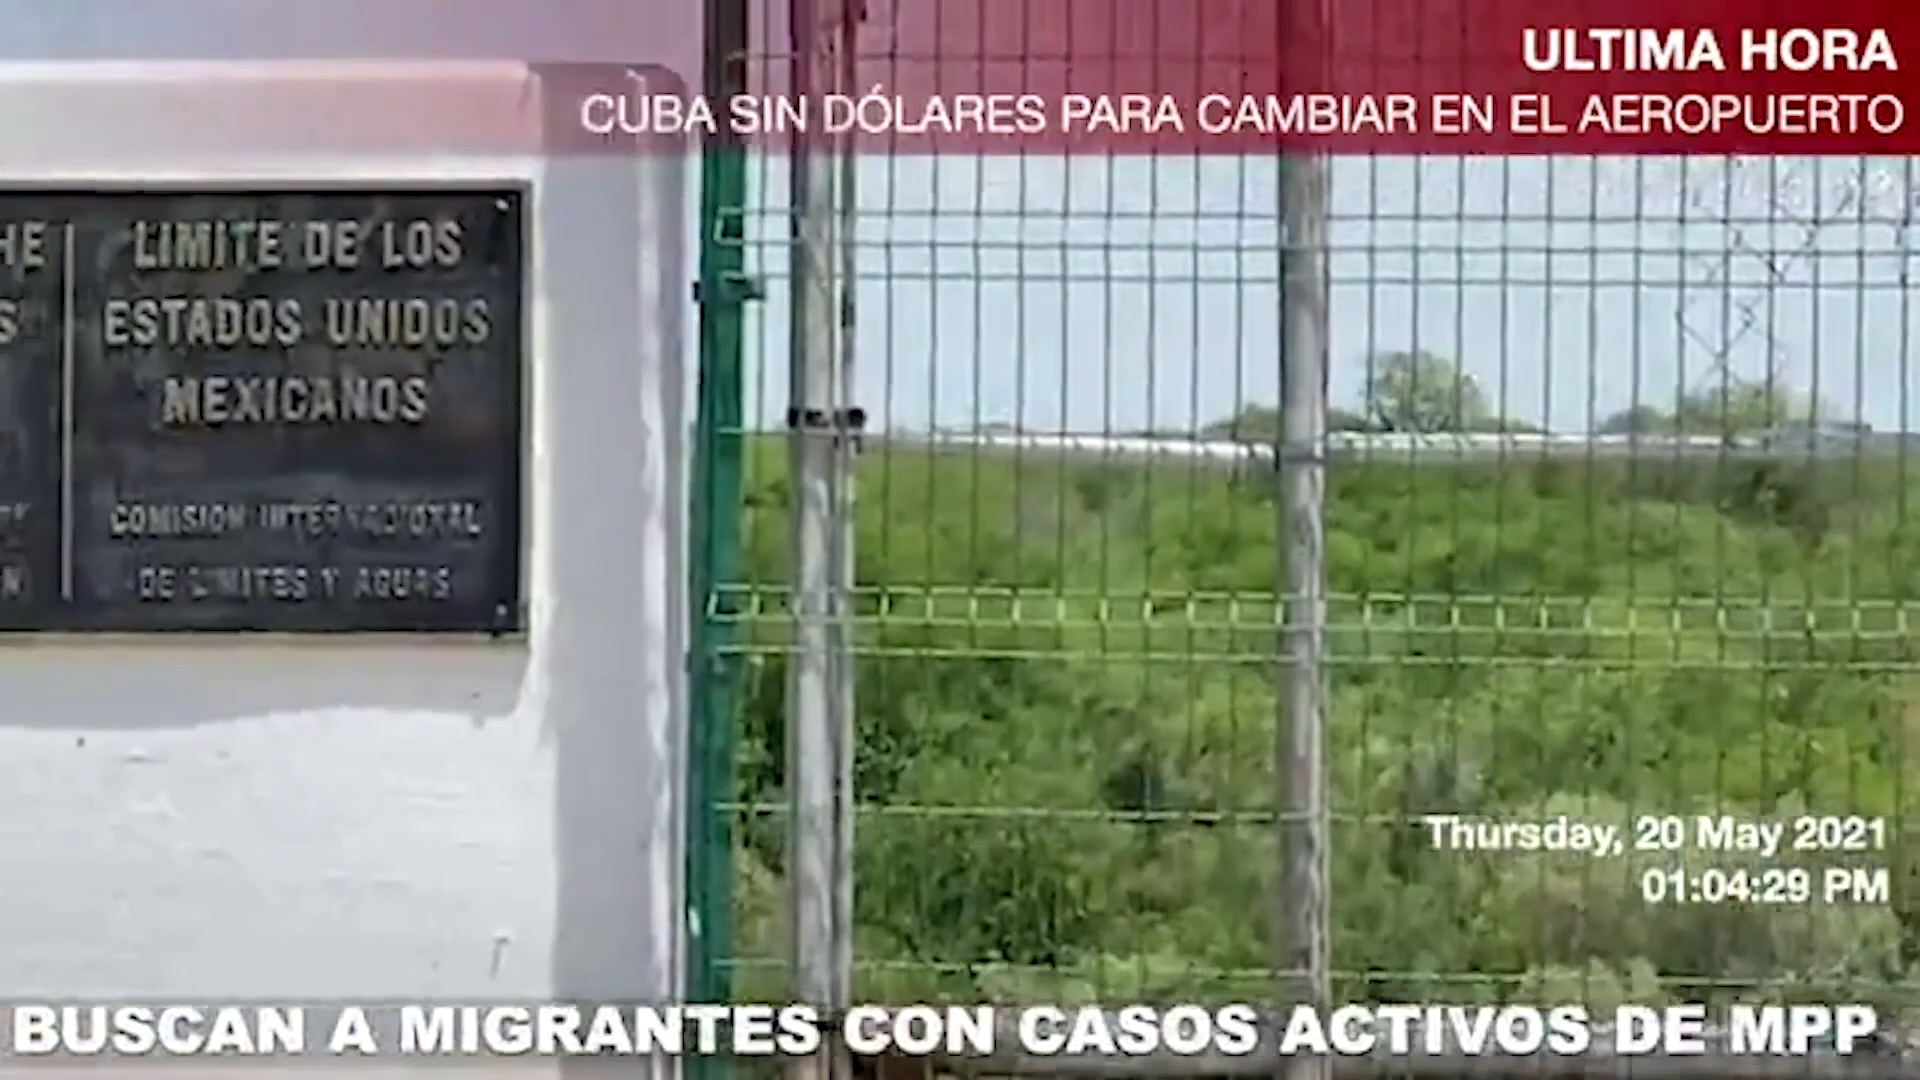 ULTIMA HORA
CUBA SIN DÓLARES PARA CAMBIAR EN EL AEROPUERTO
HE
S
LIMITE DE LOS
ESTADOS UNIDOS
MEXICANOS
COMISION INTERNACIONAL
DE LIMITES Y AGUAS
Thursday, 20 May 2021
01:04:29 PM
BUSCAN A MIGRANTES CON CASOS ACTIVOS DE MPP